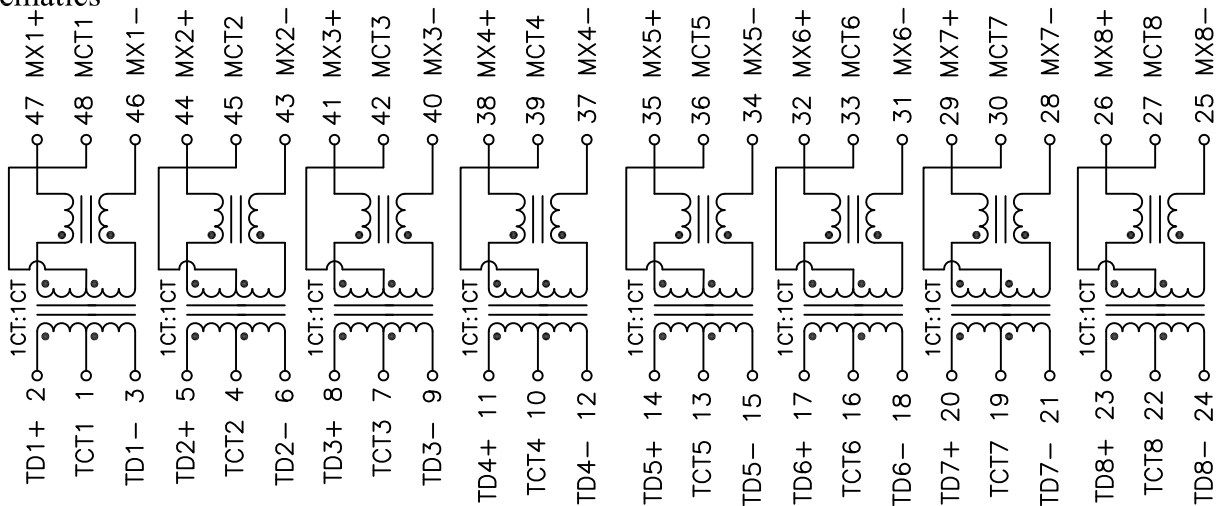 MX1+ MCT1 MX1− MX2+ MCT2 MX2− MX3+ MCT3 MX3− MX4+ MCT4 MX4− MX5+ MCT5 MX5− MX6+ MCT6 MX6− MX7+ MCT7 MX7− MX8+ MCT8 MX8−
47 48 46 44 45 43 41 42 40 38 39 37 35 36 34 32 33 31 29 30 28 26 27 25
1CT:1CT 1CT:1CT 1CT:1CT 1CT:1CT 1CT:1CT 1CT:1CT 1CT:1CT 1CT:1CT
2 1 3 5 4 6 8 7 9 11 10 12 14 13 15 17 16 18 20 19 21 23 22 24
TD1+ TCT1 TD1− TD2+ TCT2 TD2− TD3+ TCT3 TD3− TD4+ TCT4 TD4− TD5+ TCT5 TD5− TD6+ TCT6 TD6− TD7+ TCT7 TD7− TD8+ TCT8 TD8−